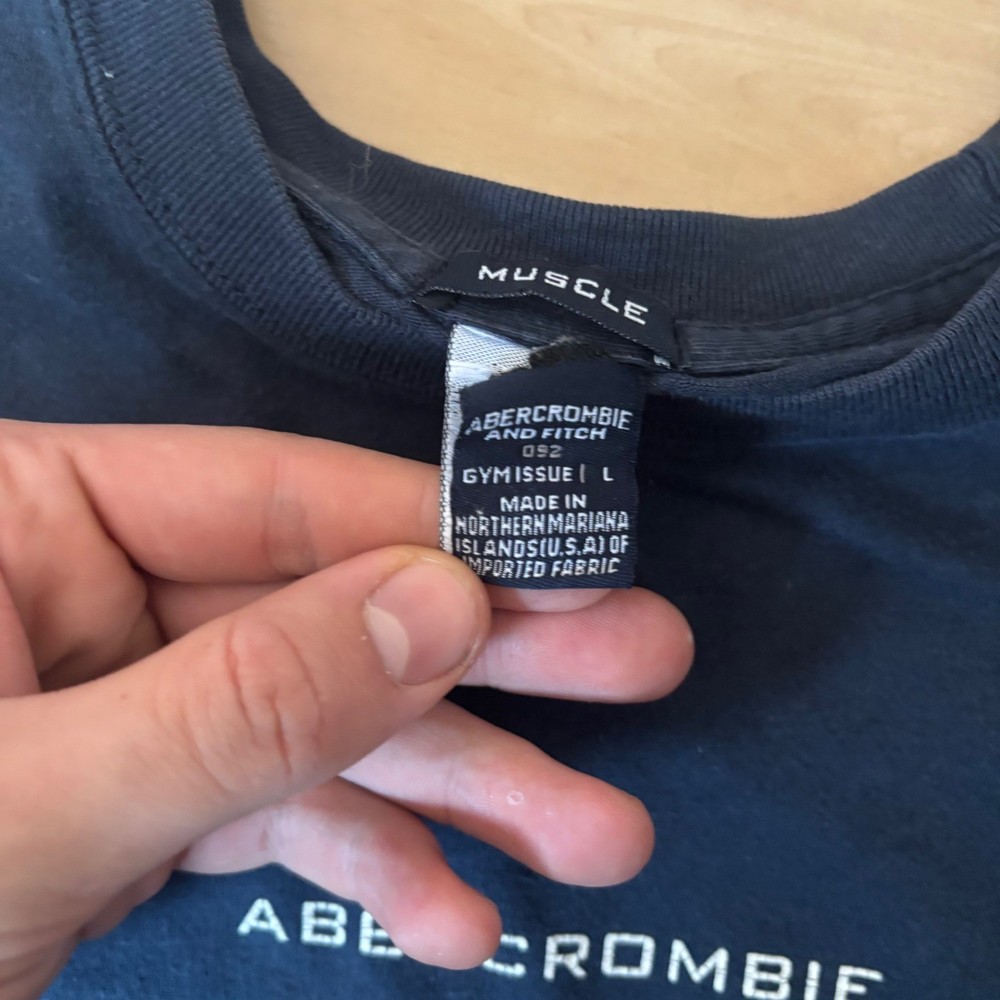 MUSCLE
ABERCROMBIE
AND FITCH
092
GYM ISSUE | L
MADE IN
NORTHERN MARIANA
ISLANDS (U.S.A) OF
IMPORTED FABRIC
ABERCROMBIE